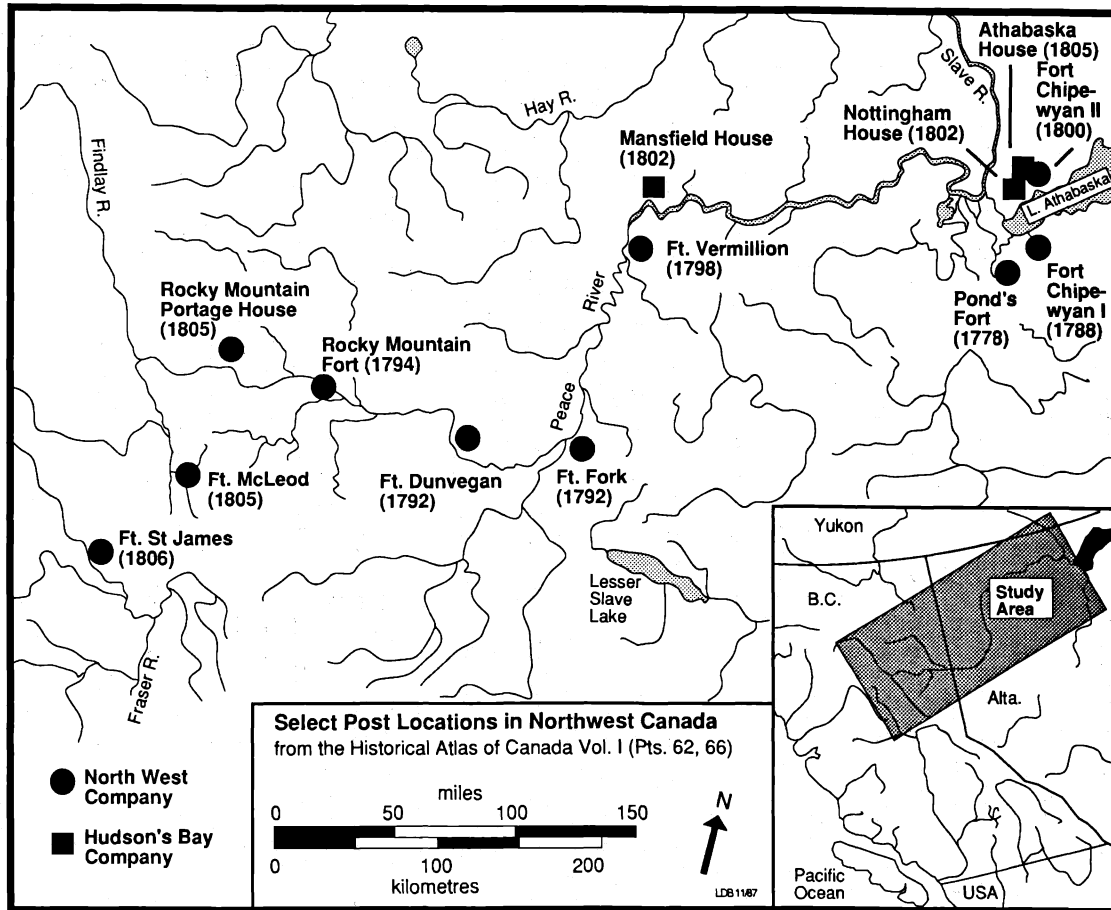 Athabaska
House (1805)
Fort
Chipe-
wyan II
(1800)
Slave R.
Nottingham
House (1802)
Hay R.
Mansfield House
(1802)
L. Athabaska
Findlay R.
Ft. Vermillion
(1798)
Pond's
Fort
(1778)
Fort
Chipe-
wyan I
(1788)
Rocky Mountain
Portage House
(1805)
Rocky Mountain
Fort (1794)
Peace
River
Ft. McLeod
(1805)
Ft. Dunvegan
(1792)
Ft. Fork
(1792)
Ft. St James
(1806)
Lesser
Slave
Lake
Fraser R.
Yukon
B.C.
Study
Area
Alta.
Pacific
Ocean
USA
North West
Company
Hudson's Bay
Company
Select Post Locations in Northwest Canada
from the Historical Atlas of Canada Vol. I (Pts. 62, 66)
miles
0 50 100 150
0 100 200
kilometres
N
LDB 11/87